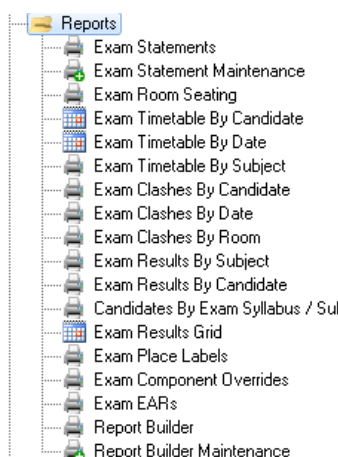 Reports
Exam Statements
Exam Statement Maintenance
Exam Room Seating
Exam Timetable By Candidate
Exam Timetable By Date
Exam Timetable By Subject
Exam Clashes By Candidate
Exam Clashes By Date
Exam Clashes By Room
Exam Results By Subject
Exam Results By Candidate
Candidates By Exam Syllabus / Sul
Exam Results Grid
Exam Place Labels
Exam Component Overrides
Exam EARs
Report Builder
Report Builder Maintenance